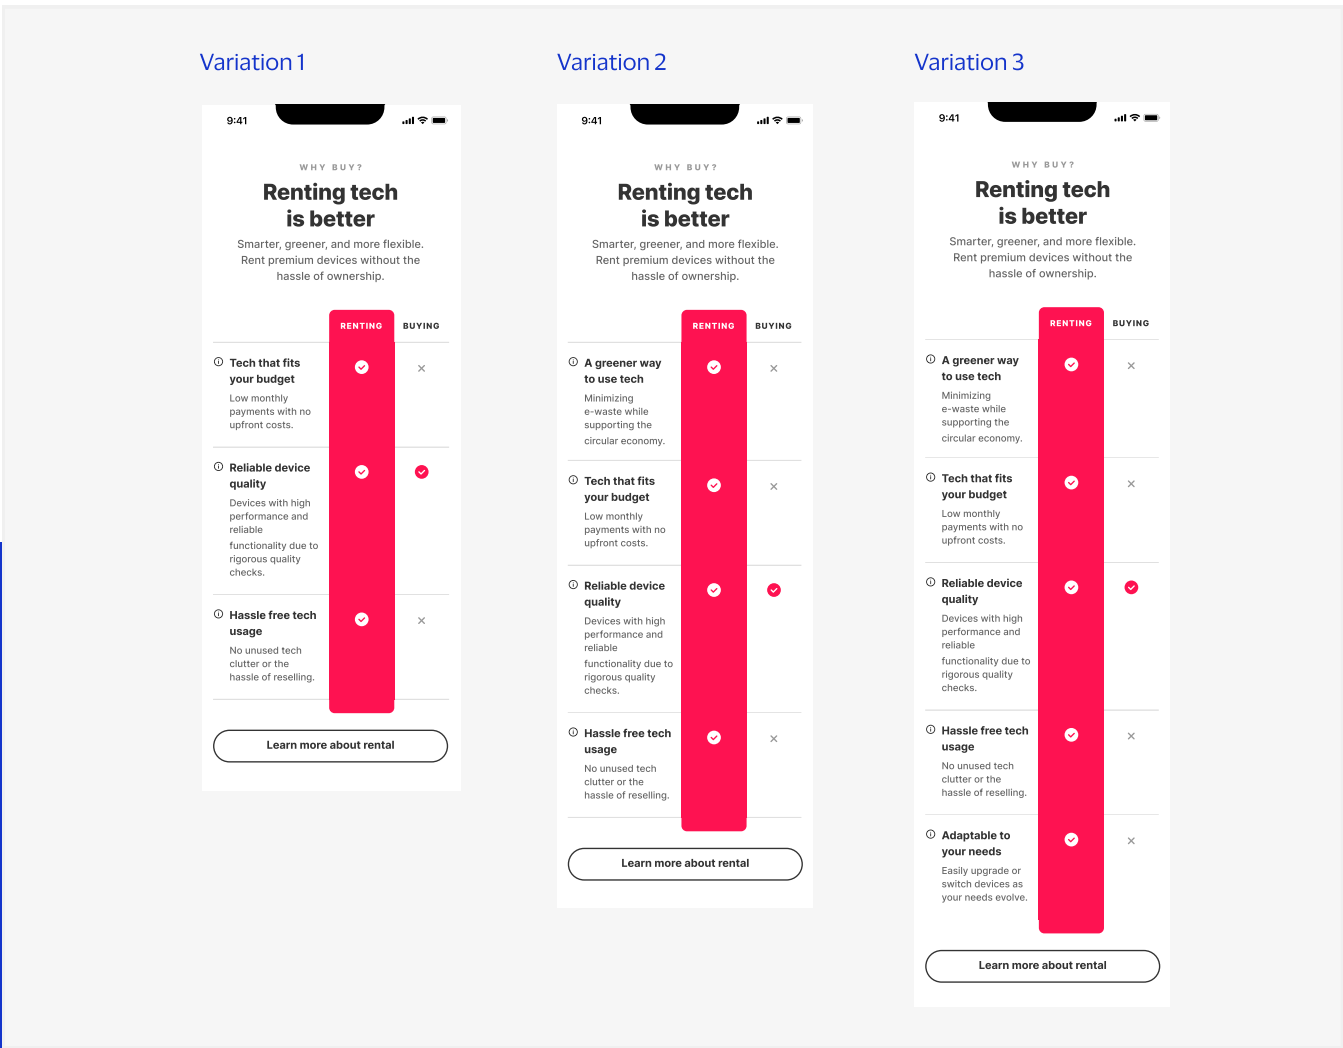 Variation 1
9:41
WHY BUY?
Renting tech
is better
Smarter, greener, and more flexible.
Rent premium devices without the
hassle of ownership.
RENTING BUYING
Tech that fits
your budget
Low monthly
payments with no
upfront costs.
Reliable device
quality
Devices with high
performance and
reliable
functionality due to
rigorous quality
checks.
Hassle free tech
usage
No unused tech
clutter or the
hassle of reselling.
Learn more about rental
Variation 2
9:41
WHY BUY?
Renting tech
is better
Smarter, greener, and more flexible.
Rent premium devices without the
hassle of ownership.
RENTING BUYING
A greener way
to use tech
Minimizing
e-waste while
supporting the
circular economy.
Tech that fits
your budget
Low monthly
payments with no
upfront costs.
Reliable device
quality
Devices with high
performance and
reliable
functionality due to
rigorous quality
checks.
Hassle free tech
usage
No unused tech
clutter or the
hassle of reselling.
Learn more about rental
Variation 3
9:41
WHY BUY?
Renting tech
is better
Smarter, greener, and more flexible.
Rent premium devices without the
hassle of ownership.
RENTING BUYING
A greener way
to use tech
Minimizing
e-waste while
supporting the
circular economy.
Tech that fits
your budget
Low monthly
payments with no
upfront costs.
Reliable device
quality
Devices with high
performance and
reliable
functionality due to
rigorous quality
checks.
Hassle free tech
usage
No unused tech
clutter or the
hassle of reselling.
Adaptable to
your needs
Easily upgrade or
switch devices as
your needs evolve.
Learn more about rental